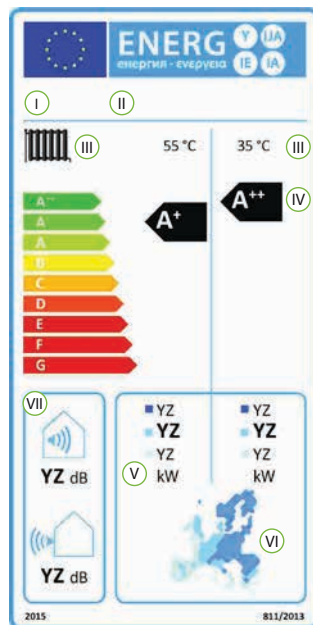 ENERG Y IJA
енергия · ενεργεια IE IA
I II
III 55 °C 35 °C III
A⁺ A⁺⁺ IV
A⁺⁺
A⁺
A
B
C
D
E
F
G
VII
YZ dB
YZ dB
YZ YZ
YZ YZ
YZ YZ
V kW kW
VI
2015 811/2013